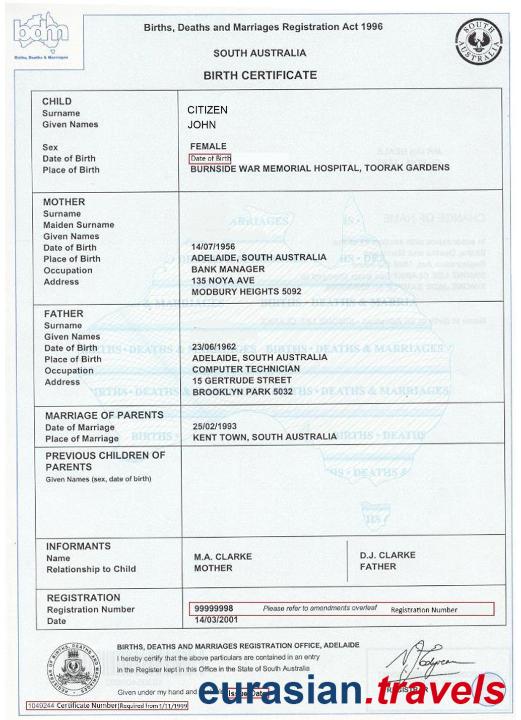 bdm
Births, Deaths & Marriages
Births, Deaths and Marriages Registration Act 1996
SOUTH AUSTRALIA
BIRTH CERTIFICATE
SOUTH AUSTRALIA
CHILD
Surname CITIZEN
Given Names JOHN
Sex FEMALE
Date of Birth Date of Birth
Place of Birth BURNSIDE WAR MEMORIAL HOSPITAL, TOORAK GARDENS
MOTHER
Surname
Maiden Surname
Given Names
Date of Birth 14/07/1956
Place of Birth ADELAIDE, SOUTH AUSTRALIA
Occupation BANK MANAGER
Address 135 NOYA AVE
MODBURY HEIGHTS 5092
FATHER
Surname
Given Names
Date of Birth 23/06/1962
Place of Birth ADELAIDE, SOUTH AUSTRALIA
Occupation COMPUTER TECHNICIAN
Address 15 GERTRUDE STREET
BROOKLYN PARK 5032
MARRIAGE OF PARENTS
Date of Marriage 25/02/1993
Place of Marriage KENT TOWN, SOUTH AUSTRALIA
PREVIOUS CHILDREN OF
PARENTS
Given Names (sex, date of birth)
INFORMANTS
Name M.A. CLARKE D.J. CLARKE
Relationship to Child MOTHER FATHER
REGISTRATION
Registration Number 99999998 Please refer to amendments overleaf Registration Number
Date 14/03/2001
BIRTHS, DEATHS AND MARRIAGES REGISTRATION OFFICE, ADELAIDE
I hereby certify that the above particulars are contained in an entry
in the Register kept in this Office in the State of South Australia
Given under my hand and Issue Date
1049244 Certificate Number (Required from 1/11/1999)
eurasian.travels